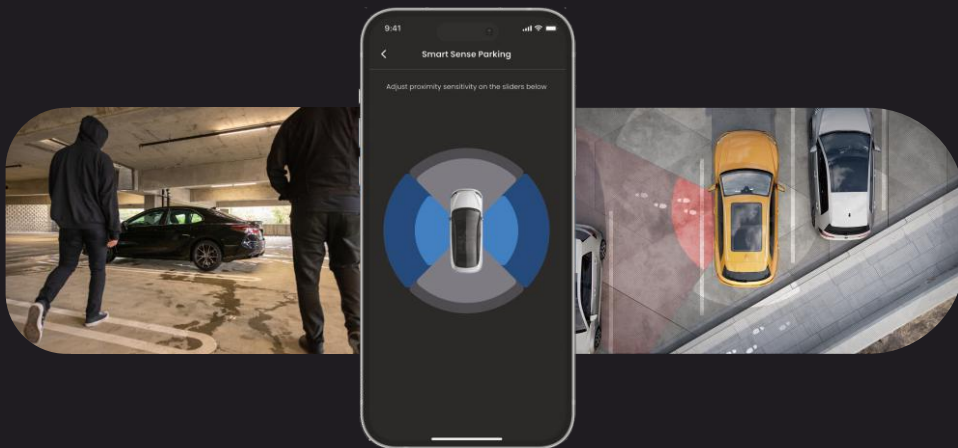 9:41
Smart Sense Parking
Adjust proximity sensitivity on the sliders below